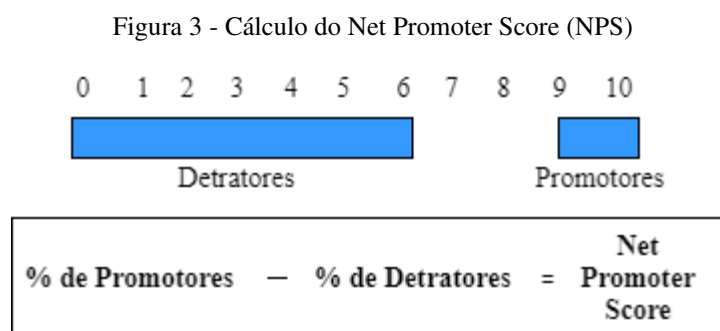 Figura 3 - Cálculo do Net Promoter Score (NPS)
0 1 2 3 4 5 6 7 8 9 10
Detratores Promotores
% de Promotores — % de Detratores = Net Promoter Score